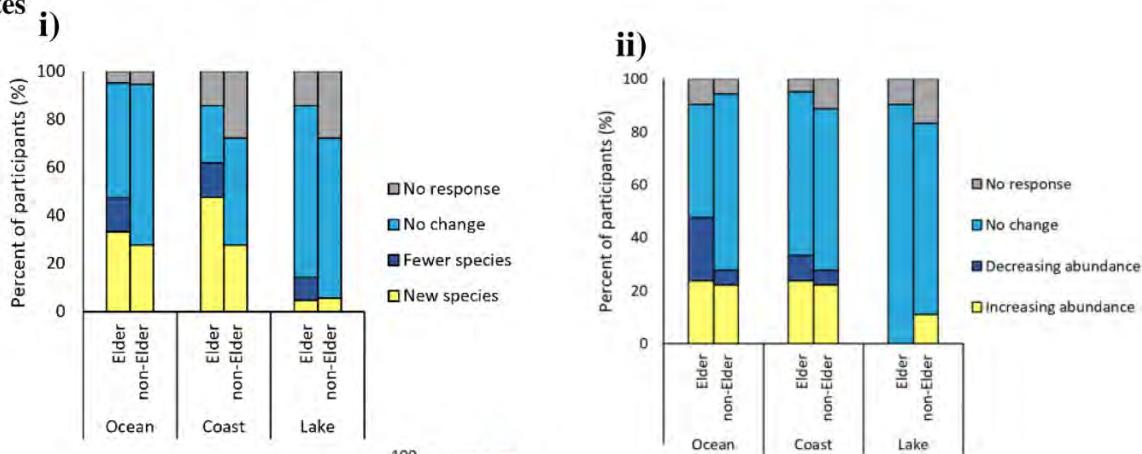 i)
100
80
60
40
20
0
Percent of participants (%)
No response
No change
Fewer species
New species
Elder
non-Elder
Elder
non-Elder
Elder
non-Elder
Ocean
Coast
Lake
ii)
100
80
60
40
20
0
Percent of participants (%)
No response
No change
Decreasing abundance
Increasing abundance
Elder
non-Elder
Elder
non-Elder
Elder
non-Elder
Ocean
Coast
Lake